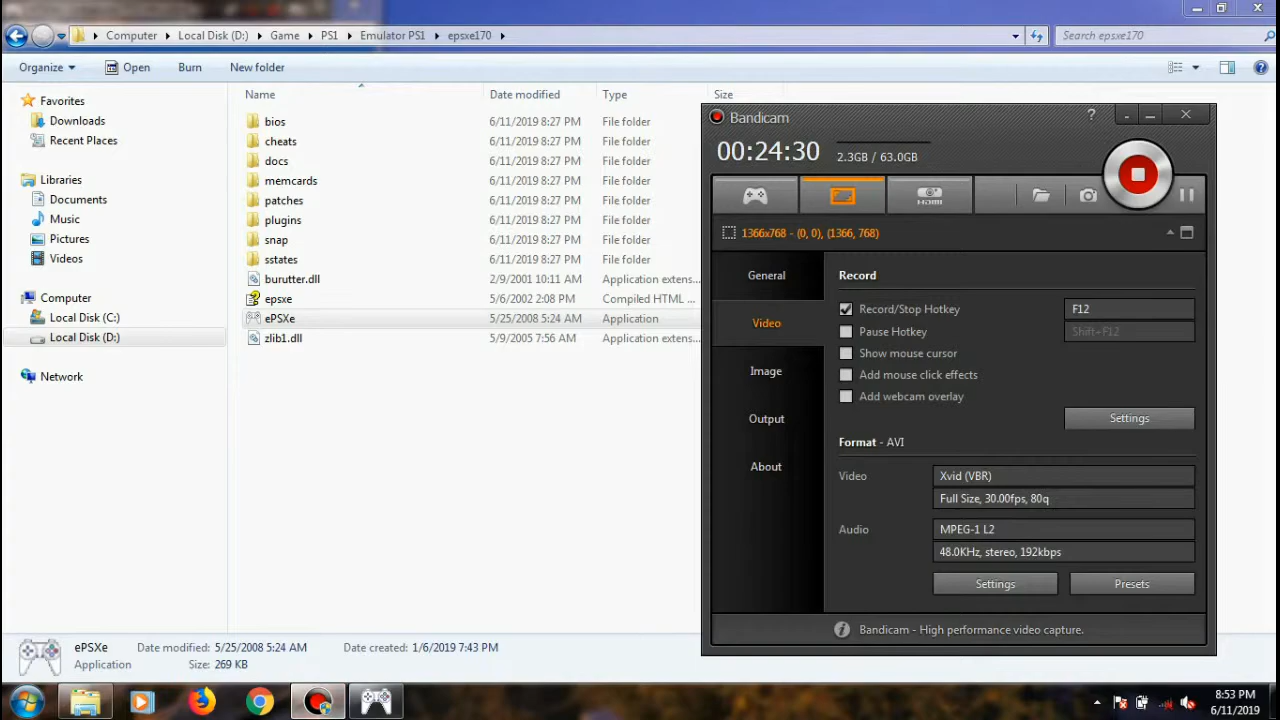 Computer Local Disk (D:) Game PS1 Emulator PS1 epsxe170
Search epsxe170
Organize Open Burn New folder
Favorites
Downloads
Recent Places
Libraries
Documents
Music
Pictures
Videos
Computer
Local Disk (C:)
Local Disk (D:)
Network
Name Date modified Type Size
bios 6/11/2019 8:27 PM File folder
cheats 6/11/2019 8:27 PM File folder
docs 6/11/2019 8:27 PM File folder
memcards 6/11/2019 8:27 PM File folder
patches 6/11/2019 8:27 PM File folder
plugins 6/11/2019 8:27 PM File folder
snap 6/11/2019 8:27 PM File folder
sstates 6/11/2019 8:27 PM File folder
burutter.dll 2/9/2001 10:11 AM Application extens...
epsxe 5/6/2002 2:08 PM Compiled HTML ...
ePSXe 5/25/2008 5:24 AM Application
zlib1.dll 5/9/2005 7:56 AM Application extens...
Bandicam
?
00:24:30 2.3GB / 63.0GB
HDMI
1366x768 - (0, 0), (1366, 768)
General
Video
Image
Output
About
Record
Record/Stop Hotkey F12
Pause Hotkey Shift+F12
Show mouse cursor
Add mouse click effects
Add webcam overlay
Settings
Format - AVI
Video Xvid (VBR)
Full Size, 30.00fps, 80q
Audio MPEG-1 L2
48.0KHz, stereo, 192kbps
Settings Presets
Bandicam - High performance video capture.
ePSXe Date modified: 5/25/2008 5:24 AM Date created: 1/6/2019 7:43 PM
Application Size: 269 KB
8:53 PM
6/11/2019